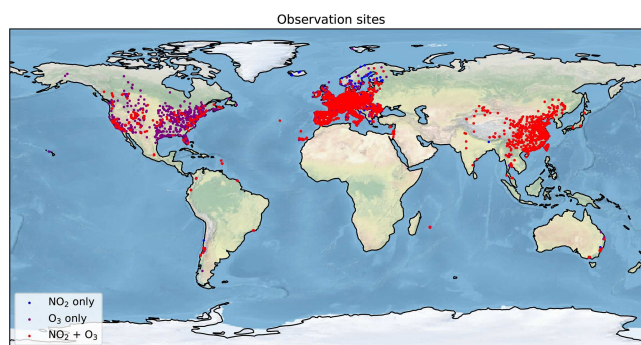 Observation sites
NO₂ only
O₃ only
NO₂ + O₃